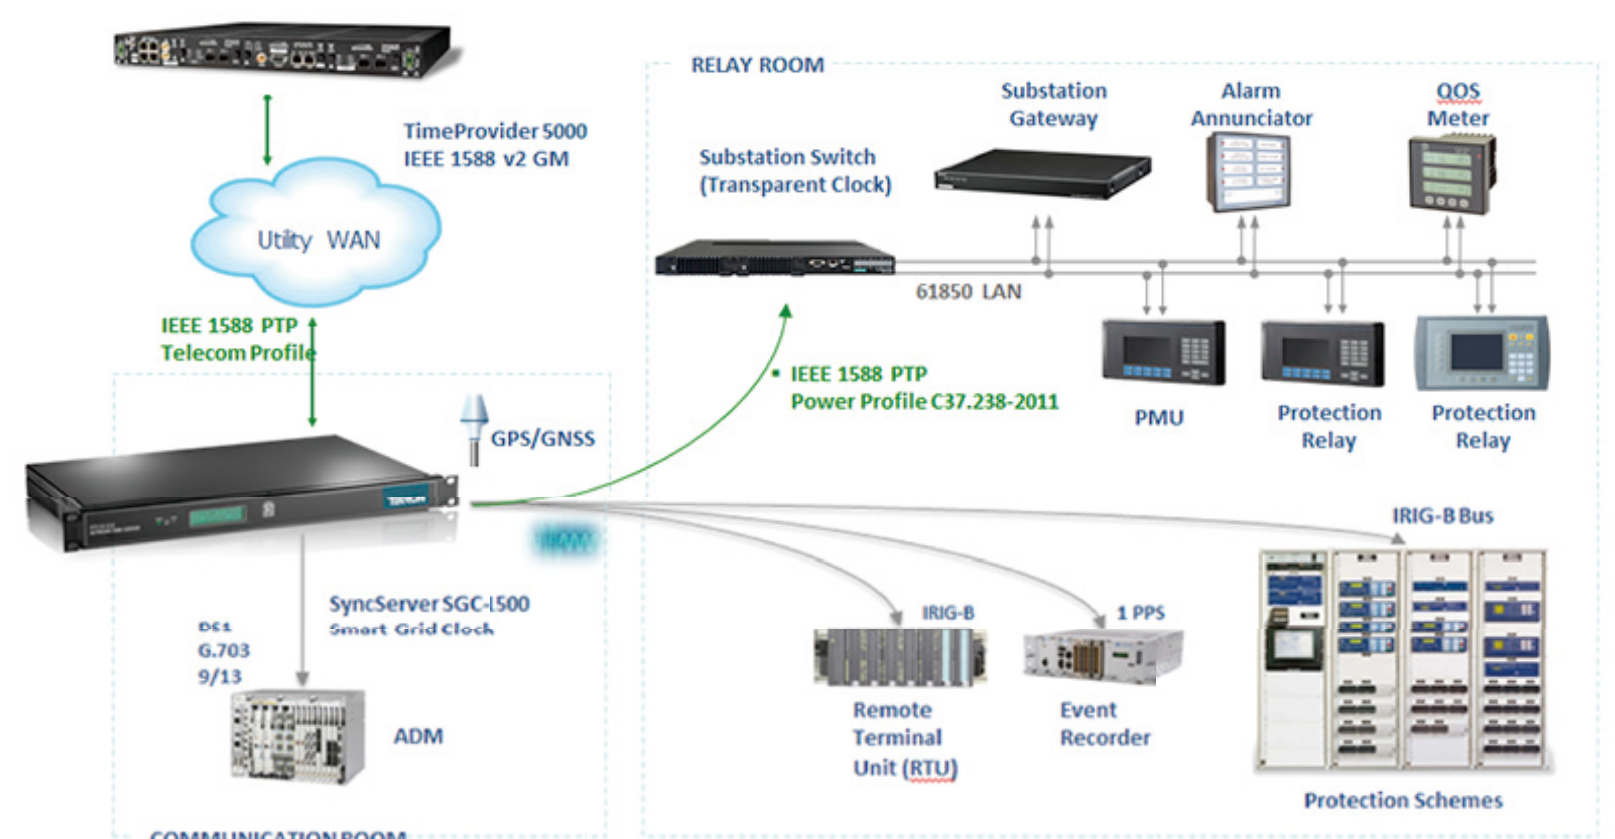 TimeProvider 5000
IEEE 1588 v2 GM
Utility WAN
IEEE 1588 PTP
Telecom Profile
GPS/GNSS
SyncServer SGC-1500
Smart Grid Clock
DS1
G.703
9/13
ADM
COMMUNICATION ROOM
RELAY ROOM
Substation
Gateway
Alarm
Annunciator
QOS
Meter
Substation Switch
(Transparent Clock)
61850 LAN
IEEE 1588 PTP
Power Profile C37.238-2011
PMU
Protection
Relay
Protection
Relay
IRIG-B Bus
IRIG-B
1 PPS
Remote
Terminal
Unit (RTU)
Event
Recorder
Protection Schemes